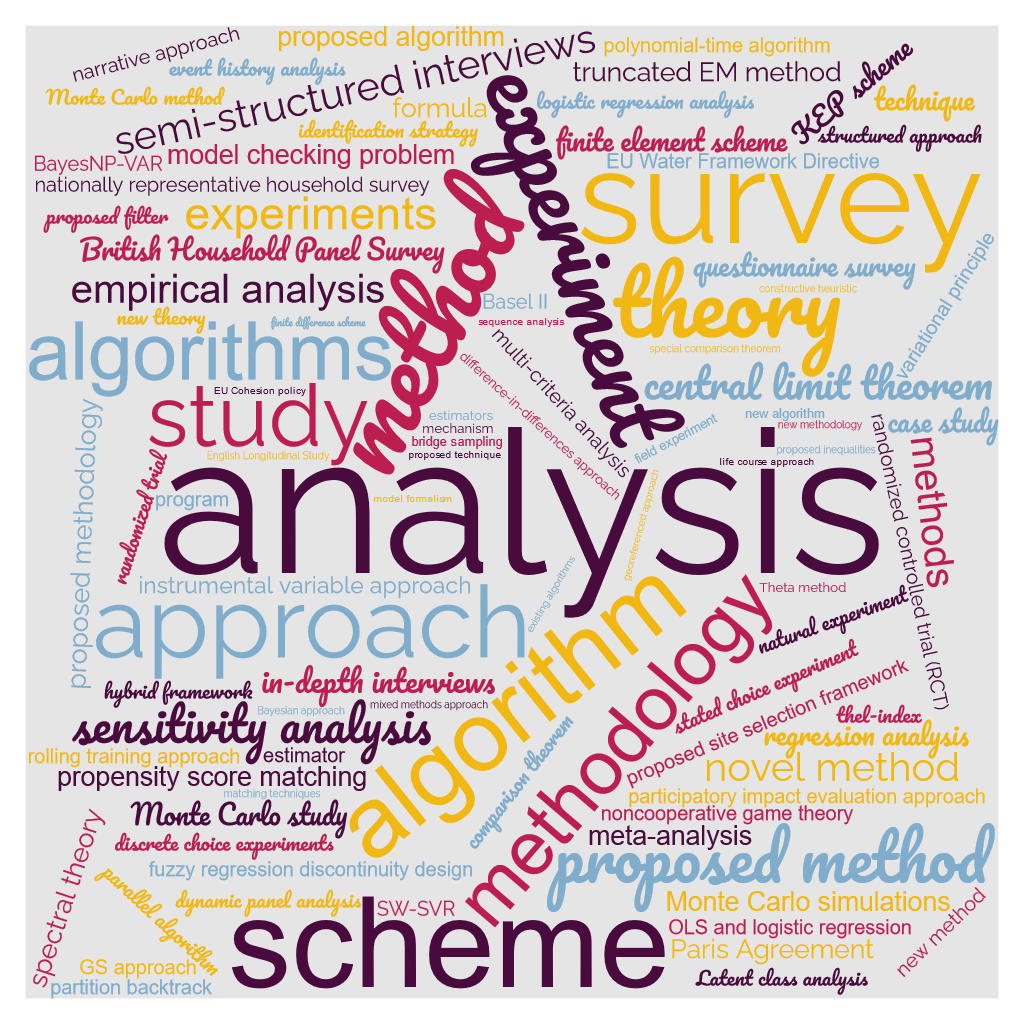 narrative approach
proposed algorithm
semi-structured interviews
polynomial-time algorithm
event history analysis
truncated EM method
KEP scheme
Monte Carlo method
formula
logistic regression analysis
technique
identification strategy
experiment
finite element scheme
structured approach
BayesNP-VAR
model checking problem
EU Water Framework Directive
nationally representative household survey
method
survey
proposed filter
experiments
British Household Panel Survey
theory
questionnaire survey
variational principle
empirical analysis
Basel II
constructive heuristic
new theory
finite difference scheme
sequence analysis
algorithms
multi-criteria analysis
special comparison theorem
difference-in-differences approach
central limit theorem
EU Cohesion policy
study
estimators
mechanism
bridge sampling
proposed technique
field experiment
new algorithm
new methodology
case study
English Longitudinal Study
proposed inequalities
life course approach
randomized controlled trial (RCT)
methods
proposed methodology
randomized trial
program
model formalism
analysis
georeferenced approach
instrumental variable approach
existing algorithms
Theta method
approach
algorithm
methodology
natural experiment
hybrid framework
in-depth interviews
mixed methods approach
Bayesian approach
stated choice experiment
proposed site selection framework
sensitivity analysis
thel-index
regression analysis
rolling training approach
estimator
comparison theorem
novel method
propensity score matching
matching techniques
participatory impact evaluation approach
Monte Carlo study
noncooperative game theory
discrete choice experiments
meta-analysis
spectral theory
fuzzy regression discontinuity design
proposed method
parallel algorithm
dynamic panel analysis
SW-SVR
Monte Carlo simulations
scheme
OLS and logistic regression
new method
Paris Agreement
GS approach
partition backtrack
Latent class analysis